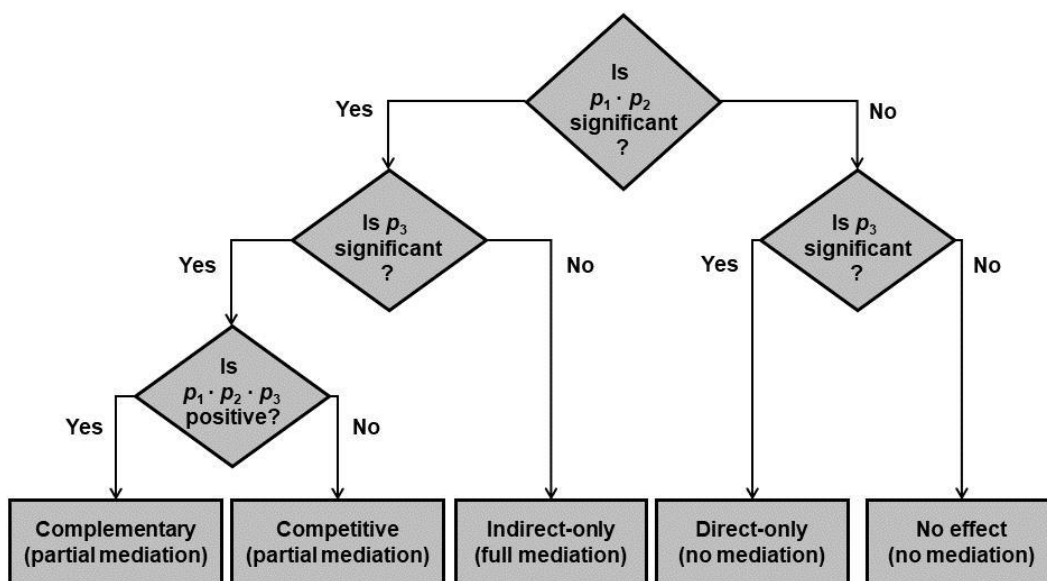 Is
p₁ · p₂
significant
?
Yes
No
Is p₃
significant
?
Yes
No
Is p₃
significant
?
Yes
No
Is
p₁ · p₂ · p₃
positive?
Yes
No
Complementary
(partial mediation)
Competitive
(partial mediation)
Indirect-only
(full mediation)
Direct-only
(no mediation)
No effect
(no mediation)